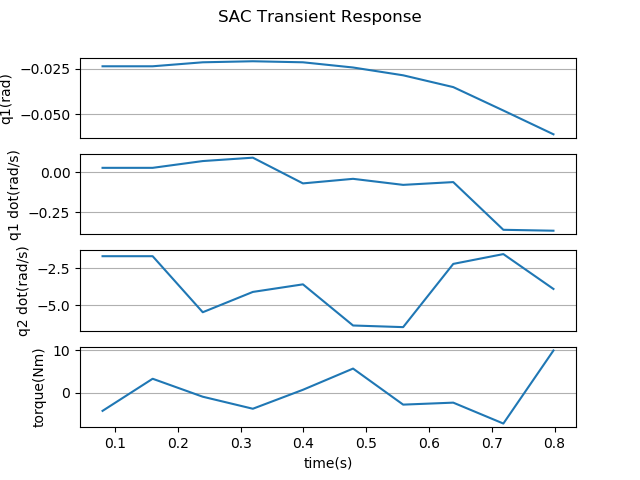 SAC Transient Response
q1(rad)
−0.025
−0.050
q1 dot(rad/s)
0.00
−0.25
q2 dot(rad/s)
−2.5
−5.0
torque(Nm)
10
0
0.1 0.2 0.3 0.4 0.5 0.6 0.7 0.8
time(s)